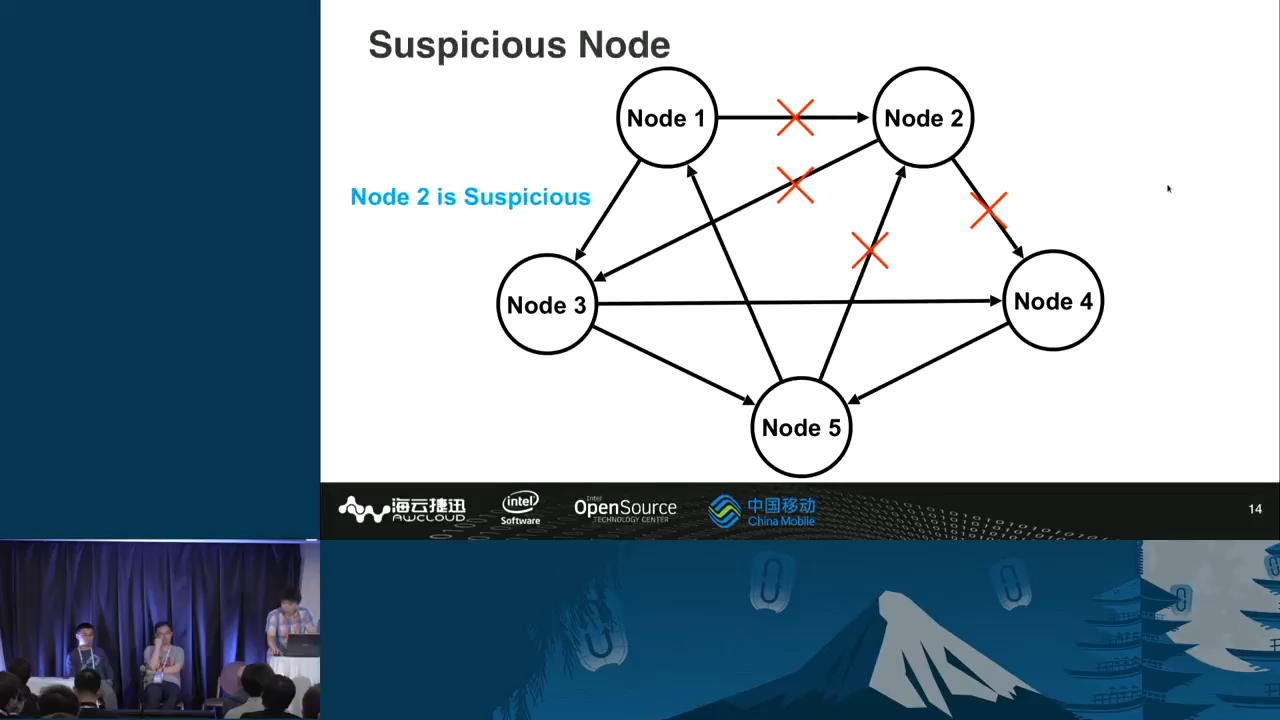 Suspicious Node
Node 1
Node 2
Node 2 is Suspicious
Node 3
Node 4
Node 5
海云捷迅
AWCLOUD
intel
Software
Intel
OpenSource
TECHNOLOGY CENTER
中国移动
China Mobile
14